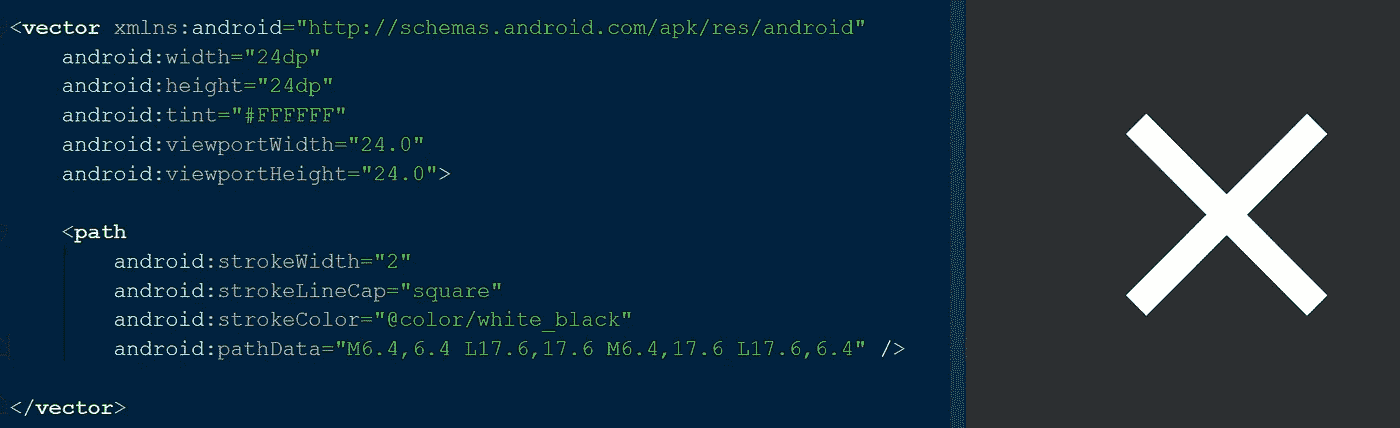 <vector xmlns:android="http://schemas.android.com/apk/res/android"
    android:width="24dp"
    android:height="24dp"
    android:tint="#FFFFFF"
    android:viewportWidth="24.0"
    android:viewportHeight="24.0">
    <path
        android:strokeWidth="2"
        android:strokeLineCap="square"
        android:strokeColor="@color/white_black"
        android:pathData="M6.4,6.4 L17.6,17.6 M6.4,17.6 L17.6,6.4" />
</vector>